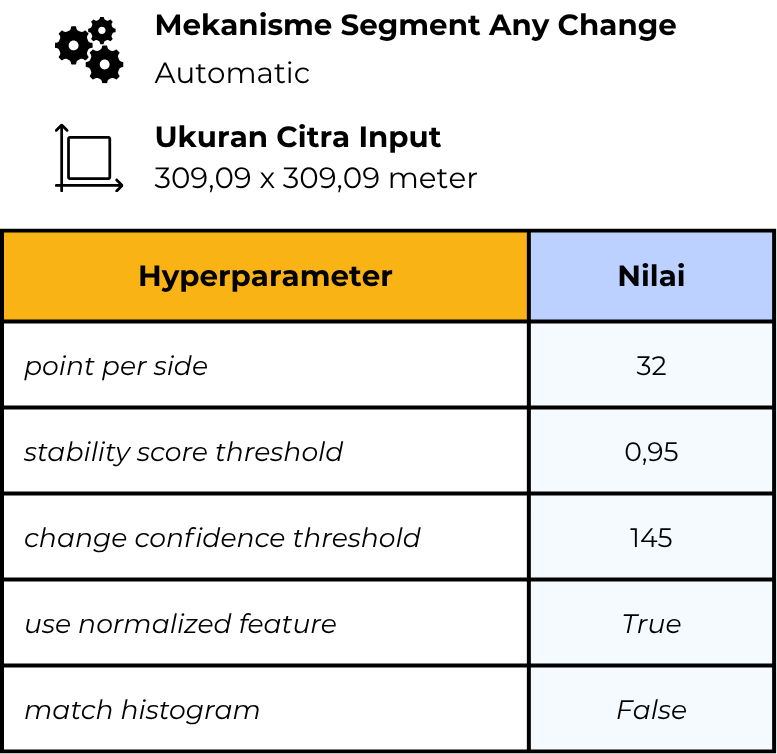 Mekanisme Segment Any Change
Automatic
Ukuran Citra Input
309,09 x 309,09 meter
Hyperparameter Nilai
point per side 32
stability score threshold 0,95
change confidence threshold 145
use normalized feature True
match histogram False